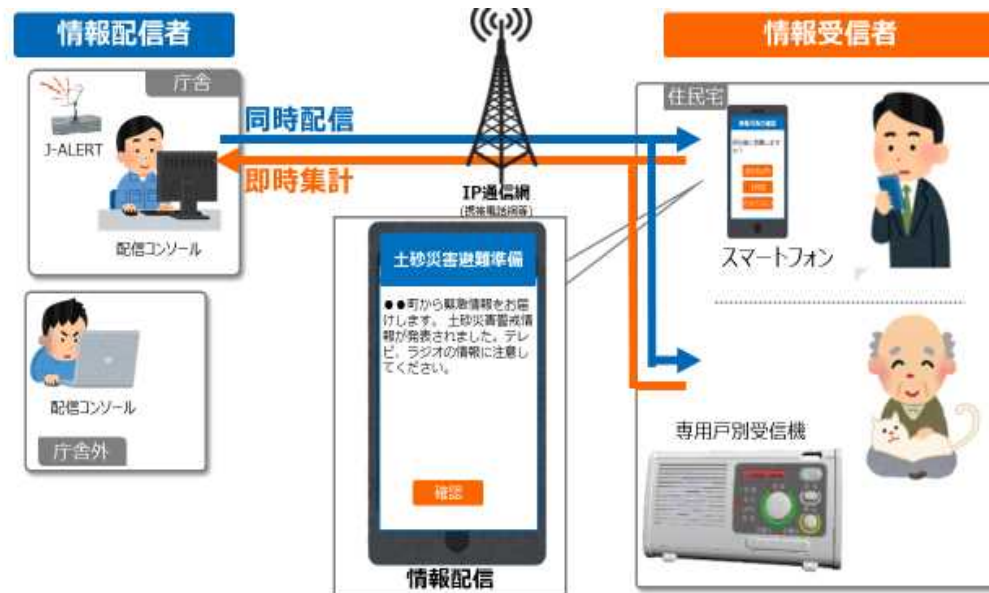 情報配信者
情報受信者
庁舎
J-ALERT
配信コンソール
配信コンソール
庁舎外
同時配信
即時集計
IP通信網
(携帯電話網等)
土砂災害避難準備
●●町から緊急情報をお届
けします。土砂災害警戒情
報が発表されました。テレ
ビ、ラジオの情報に注意し
てください。
確認
情報配信
住民宅
スマートフォン
専用戸別受信機